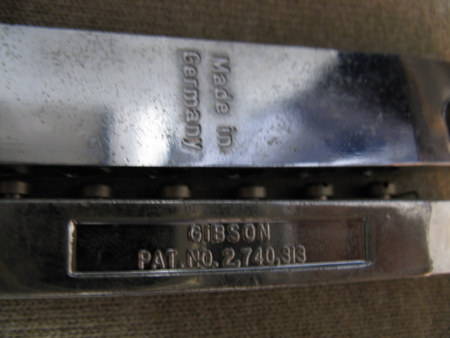 Made in
Germany
GIBSON
PAT. NO. 2,740,313